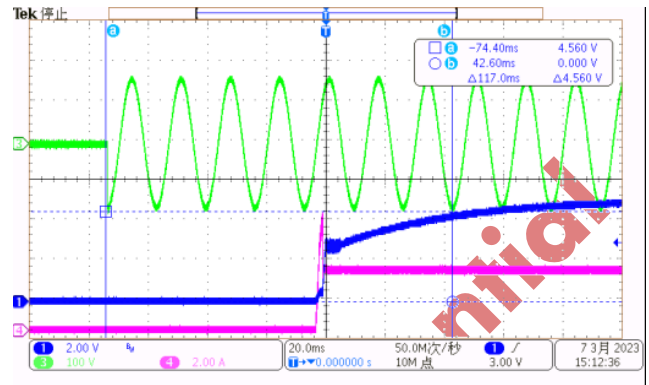 Tek 停止
a
b
T
a -74.40ms 4.560 V
b 42.60ms 0.000 V
Δ117.0ms Δ4.560 V
3
1
4
ntial
1 2.00 V Bw
3 100 V 4 2.00 A
20.0ms
T→▼0.000000 s
50.0M次/秒
10M 点
1 ∫
3.00 V
7 3月 2023
15:12:36